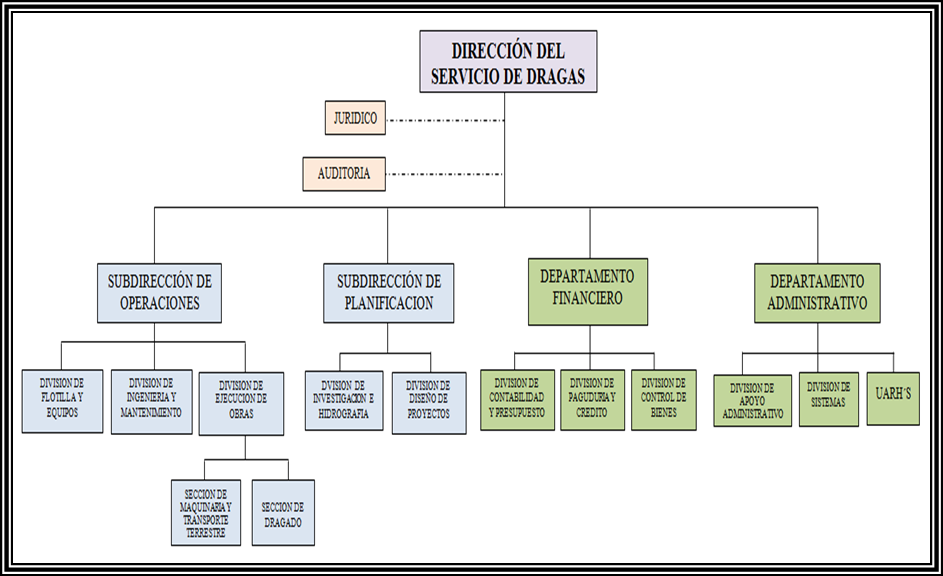 DIRECCIÓN DEL
SERVICIO DE DRAGAS
JURIDICO
AUDITORIA
SUBDIRECCIÓN DE
OPERACIONES
SUBDIRECCIÓN DE
PLANIFICACION
DEPARTAMENTO
FINANCIERO
DEPARTAMENTO
ADMINISTRATIVO
DIVISION DE
FLOTILLA Y
EQUIPOS
DIVISION DE
INGENIERIA Y
MANTENIMIENTO
DIVISION DE
EJECUCION DE
OBRAS
DVISION DE
INVESTIGACION E
HIDROGRAFIA
DIVISION DE
DISEÑO DE
PROYECTOS
DIVISION DE
CONTABILIDAD
Y PRESUPUESTO
DIVISION DE
PAGUDURIA Y
CREDITO
DIVISION DE
CONTROL DE
BIENES
DIVISION DE
APOYO
ADMINISTRATIVO
DIVISION DE
SISTEMAS
UARH´S
SECCION DE
MAQUINARIA Y
TRANSPORTE
TERRESTRE
SECCION DE
DRAGADO